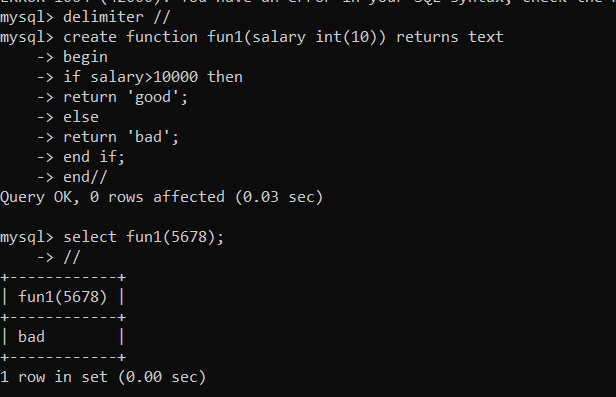 mysql> delimiter //
mysql> create function fun1(salary int(10)) returns text
    -> begin
    -> if salary>10000 then
    -> return 'good';
    -> else
    -> return 'bad';
    -> end if;
    -> end//
Query OK, 0 rows affected (0.03 sec)

mysql> select fun1(5678);
    -> //
+------------+
| fun1(5678) |
+------------+
| bad        |
+------------+
1 row in set (0.00 sec)